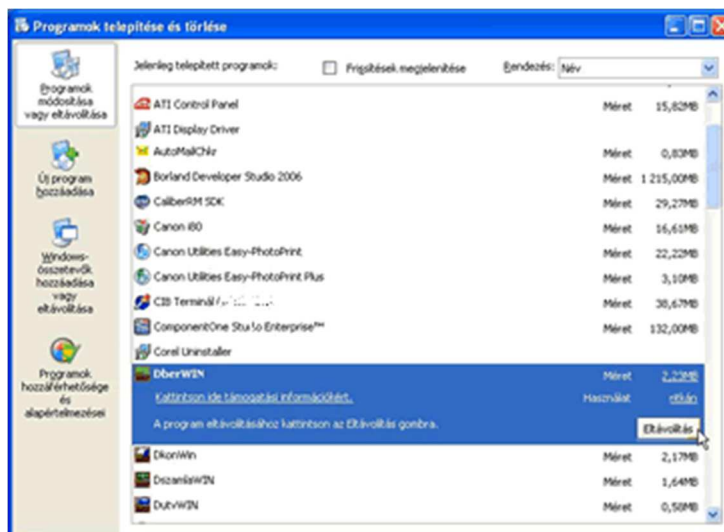 Programok telepítése és törlése
Programok
módosítása
vagy eltávolítása
Új program
hozzáadása
Windows-
összetevők
hozzáadása
vagy
eltávolítása
Programok
hozzáférhetősége
és
alapértelmezései
Jelenleg telepített programok: Frissítések megjelenítése Rendezés: Név
ATI Control Panel Méret 15,82MB
ATI Display Driver
AutoMailChkr Méret 0,83MB
Borland Developer Studio 2006 Méret 1 215,00MB
CaliberRM SDK Méret 29,27MB
Canon i80 Méret 16,61MB
Canon Utilities Easy-PhotoPrint Méret 22,22MB
Canon Utilities Easy-PhotoPrint Plus Méret 3,10MB
CIB Terminál Méret 38,67MB
ComponentOne Studio Enterprise™ Méret 132,00MB
Corel Uninstaller
DberWIN Méret 2,23MB
Kattintson ide támogatási információkért. Használat ritkán
A program eltávolításához kattintson az Eltávolítás gombra. Eltávolítás
DkonWin Méret 2,17MB
DszamlaWIN Méret 1,64MB
DutvWIN Méret 0,58MB